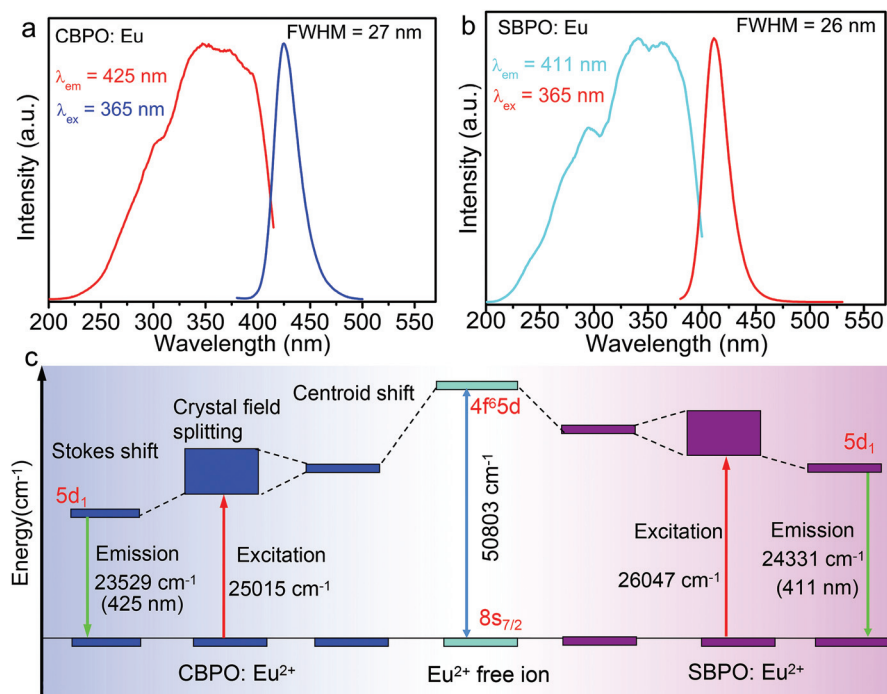 a
CBPO: Eu
FWHM = 27 nm
λem = 425 nm
λex = 365 nm
Intensity (a.u.)
200 250 300 350 400 450 500 550
Wavelength (nm)
b
SBPO: Eu
FWHM = 26 nm
λem = 411 nm
λex = 365 nm
Intensity (a.u.)
200 250 300 350 400 450 500 550
Wavelength (nm)
c
Energy(cm⁻¹)
Stokes shift
Crystal field
splitting
Centroid shift
4f⁶5d
5d₁
5d₁
Emission
23529 cm⁻¹
(425 nm)
Excitation
25015 cm⁻¹
50803 cm⁻¹
Excitation
26047 cm⁻¹
Emission
24331 cm⁻¹
(411 nm)
8s₇/₂
CBPO: Eu²⁺
Eu²⁺ free ion
SBPO: Eu²⁺